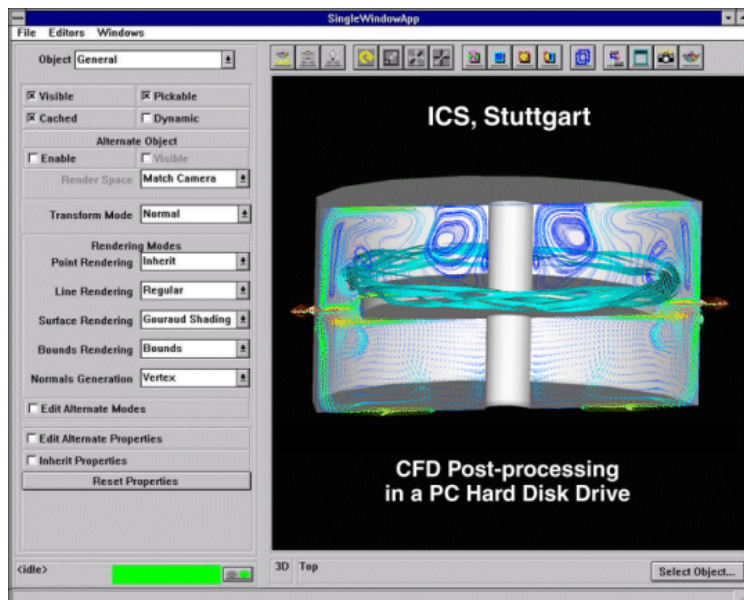 SingleWindowApp
File Editors Windows
Object General
Visible Pickable
Cached Dynamic
Alternate Object
Enable Visible
Render Space Match Camera
Transform Mode Normal
Rendering Modes
Point Rendering Inherit
Line Rendering Regular
Surface Rendering Gouraud Shading
Bounds Rendering Bounds
Normals Generation Vertex
Edit Alternate Modes
Edit Alternate Properties
Inherit Properties
Reset Properties
ICS, Stuttgart
CFD Post-processing
in a PC Hard Disk Drive
<idle>
3D Top
Select Object...